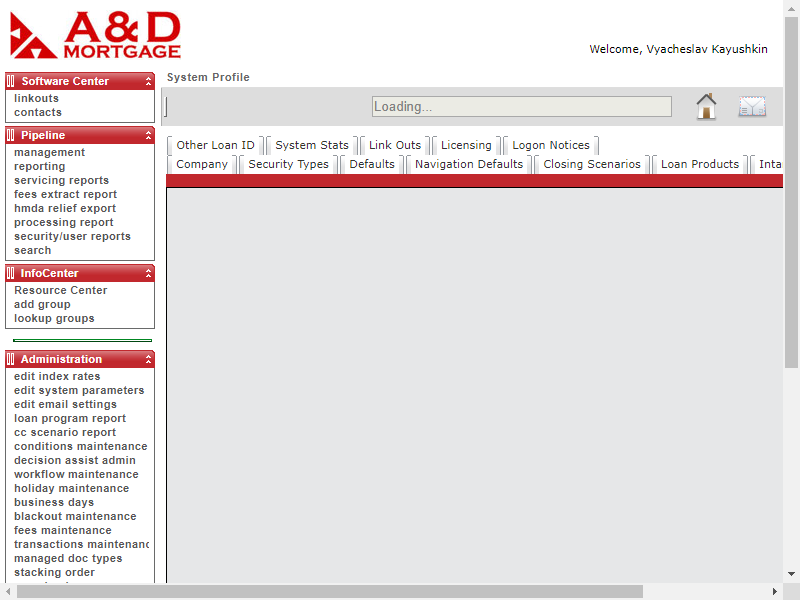 A&D
MORTGAGE
Welcome, Vyacheslav Kayushkin
Software Center
linkouts
contacts
Pipeline
management
reporting
servicing reports
fees extract report
hmda relief export
processing report
security/user reports
search
InfoCenter
Resource Center
add group
lookup groups
Administration
edit index rates
edit system parameters
edit email settings
loan program report
cc scenario report
conditions maintenance
decision assist admin
workflow maintenance
holiday maintenance
business days
blackout maintenance
fees maintenance
transactions maintenanc
managed doc types
stacking order
System Profile
Loading...
Other Loan ID System Stats Link Outs Licensing Logon Notices
Company Security Types Defaults Navigation Defaults Closing Scenarios Loan Products Inta